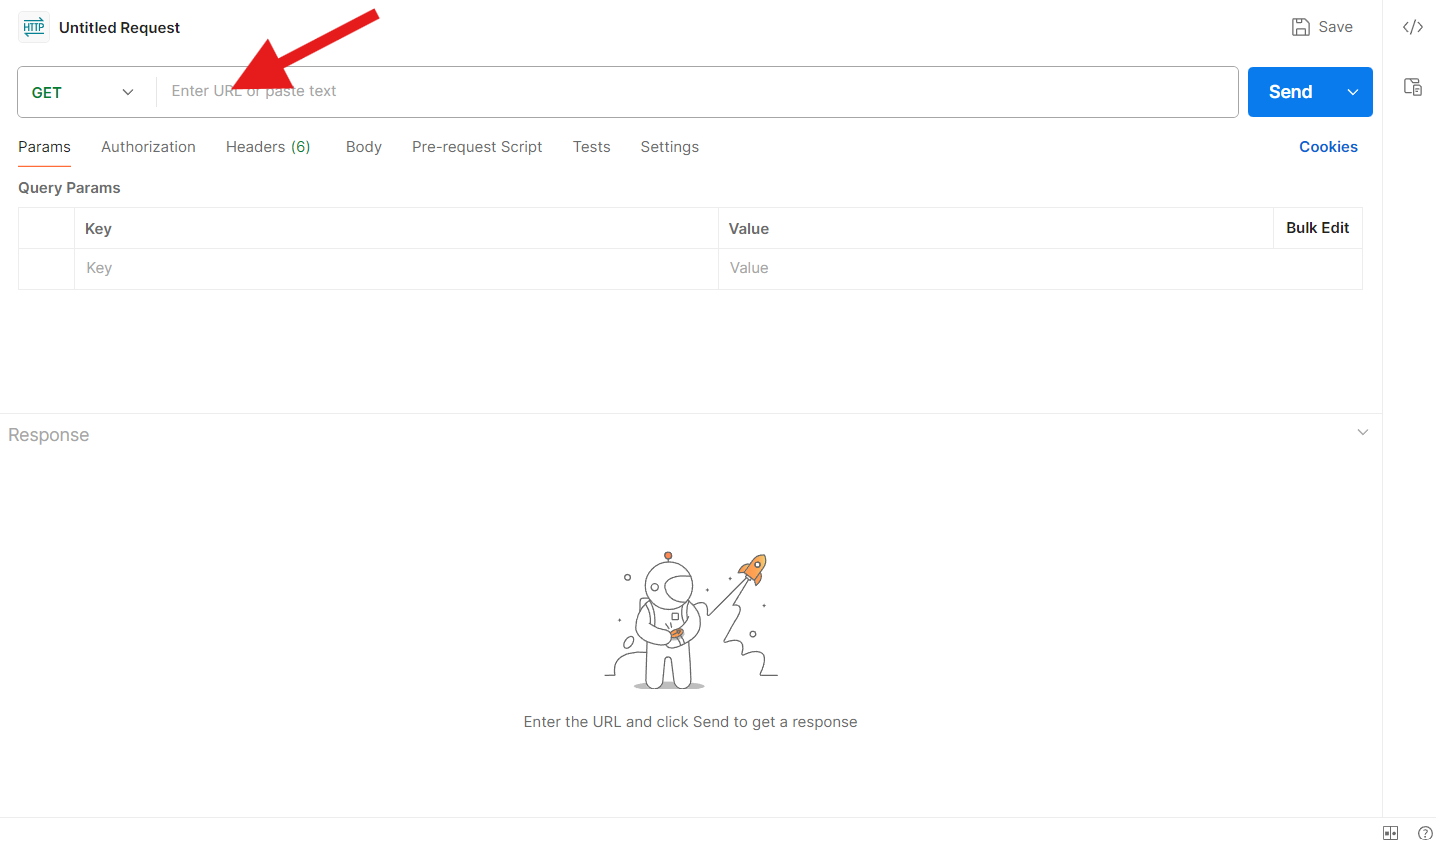 HTTP Untitled Request Save </>
GET Enter URL or paste text Send
Params Authorization Headers (6) Body Pre-request Script Tests Settings Cookies
Query Params
Key Value Bulk Edit
Key Value
Response
Enter the URL and click Send to get a response
?